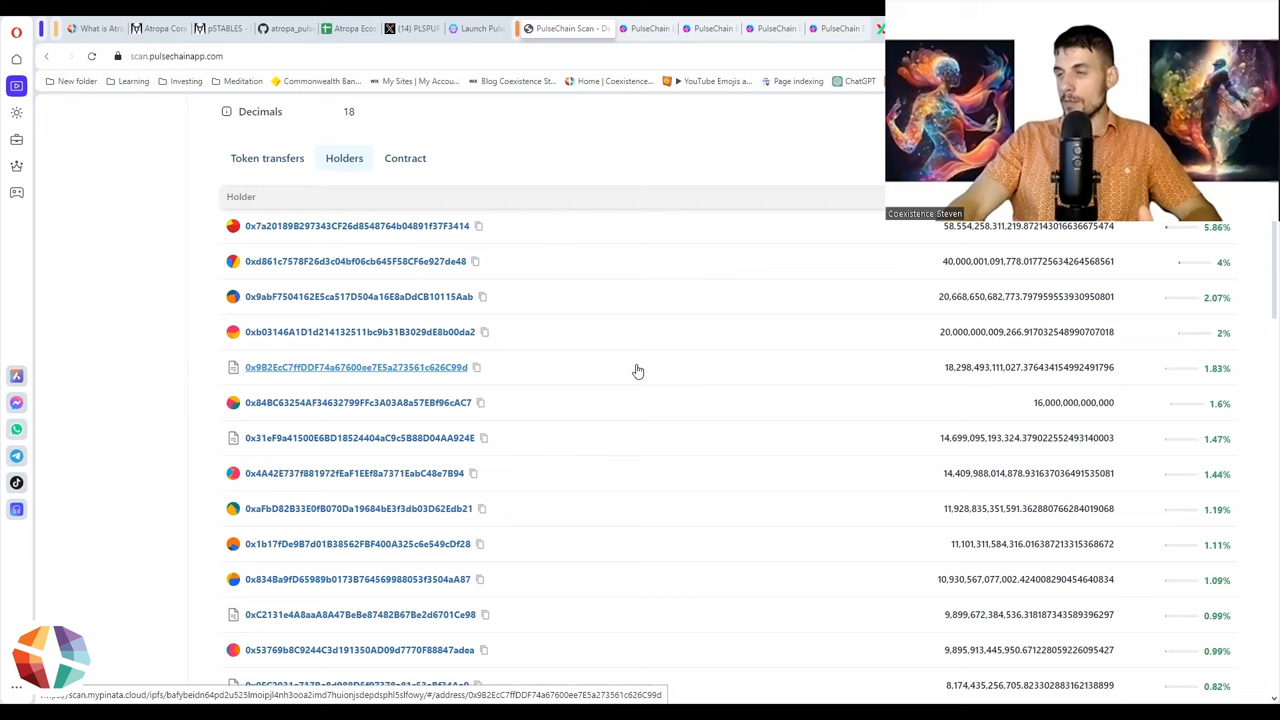 What is Atro
Atropa Con
pSTABLES -
atropa_puls
Atropa Eco
(14) PLSPUF
Launch Puls
PulseChain Scan - De
PulseChain
PulseChain
PulseChain
PulseChain
scan.pulsechainapp.com
New folder
Learning
Investing
Meditation
Commonwealth Ban...
My Sites | My Accou...
Blog Coexistence St...
Home | Coexistence...
YouTube Emojis a...
Page indexing
ChatGPT
Decimals 18
Token transfers Holders Contract
Holder
Coexistence Steven
0x7a20189B297343CF26d8548764b04891f37F3414 58,554,258,311,219.872143016636675474 5.86%
0xd861c7578F26d3c04bf06cb645F58CF6e927de48 40,000,001,091,778.017725634264568561 4%
0x9abF7504162E5ca517D504a16E8aDdCB10115Aab 20,668,650,682,773.797959553930950801 2.07%
0xb03146A1D1d214132511bc9b31B3029dE8b00da2 20,000,000,009,266.917032548990707018 2%
0x9B2EcC7ffDDF74a67600ee7E5a273561c626C99d 18,298,493,111,027.376434154992491796 1.83%
0x84BC63254AF34632799FFc3A03A8a57EBf96cAC7 16,000,000,000,000 1.6%
0x31eF9a41500E6BD18524404aC9c5B88D04AA924E 14,699,095,193,324.379022552493140003 1.47%
0x4A42E737f881972fEaF1EEf8a7371EabC48e7B94 14,409,988,014,878.931637036491535081 1.44%
0xaFbD82B33E0fB070Da19684bE3f3db03D62Edb21 11,928,835,351,591.362880766284019068 1.19%
0x1b17fDe9B7d01B38562FBF400A325c6e549cDf28 11,101,311,584,316.016387213315368672 1.11%
0x834Ba9fD65989b0173B764569988053f3504aA87 10,930,567,077,002.424008290454640834 1.09%
0xC2131e4A8aaA8A47BeBe87482B67Be2d6701Ce98 9,899,672,384,536.318187343589396297 0.99%
0x53769b8C9244C3d191350AD09d7770F88847adea 9,895,913,445,950.671228059226095427 0.99%
8,174,435,256,705.823302883162138899 0.82%